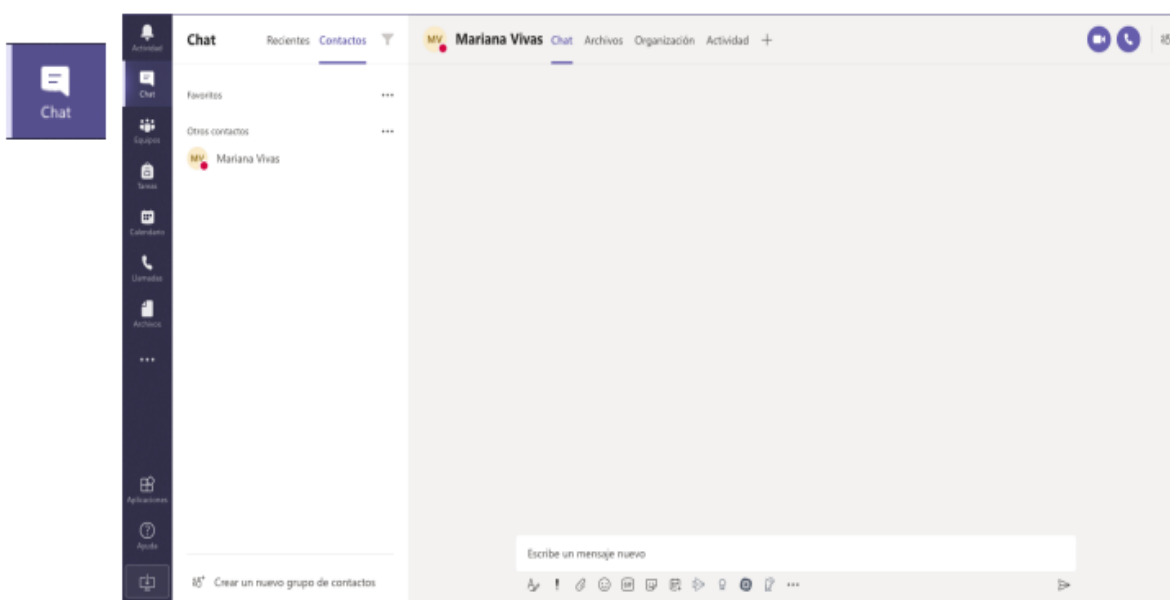 Chat
Actividad
Chat
Equipos
Tareas
Calendario
Llamadas
Archivos
Aplicaciones
Ayuda
Chat Recientes Contactos
Favoritos
Otros contactos
MV Mariana Vivas
Crear un nuevo grupo de contactos
MV Mariana Vivas Chat Archivos Organización Actividad
Escribe un mensaje nuevo
GIF